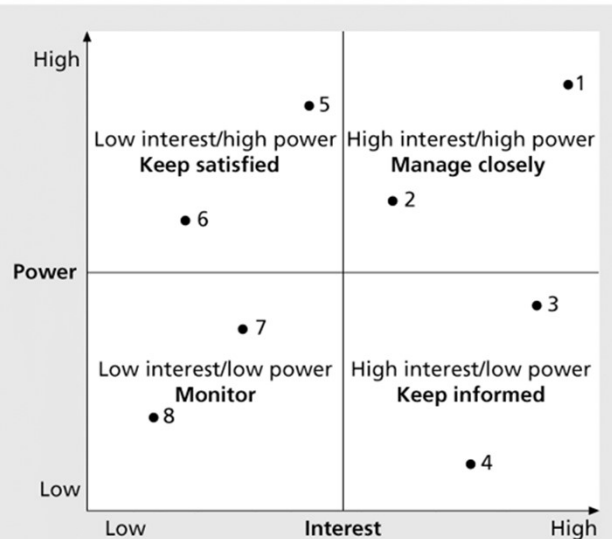 High
1
5
Low interest/high power
High interest/high power
Keep satisfied
Manage closely
2
6
Power
3
7
Low interest/low power
High interest/low power
Monitor
Keep informed
8
4
Low
Low
Interest
High